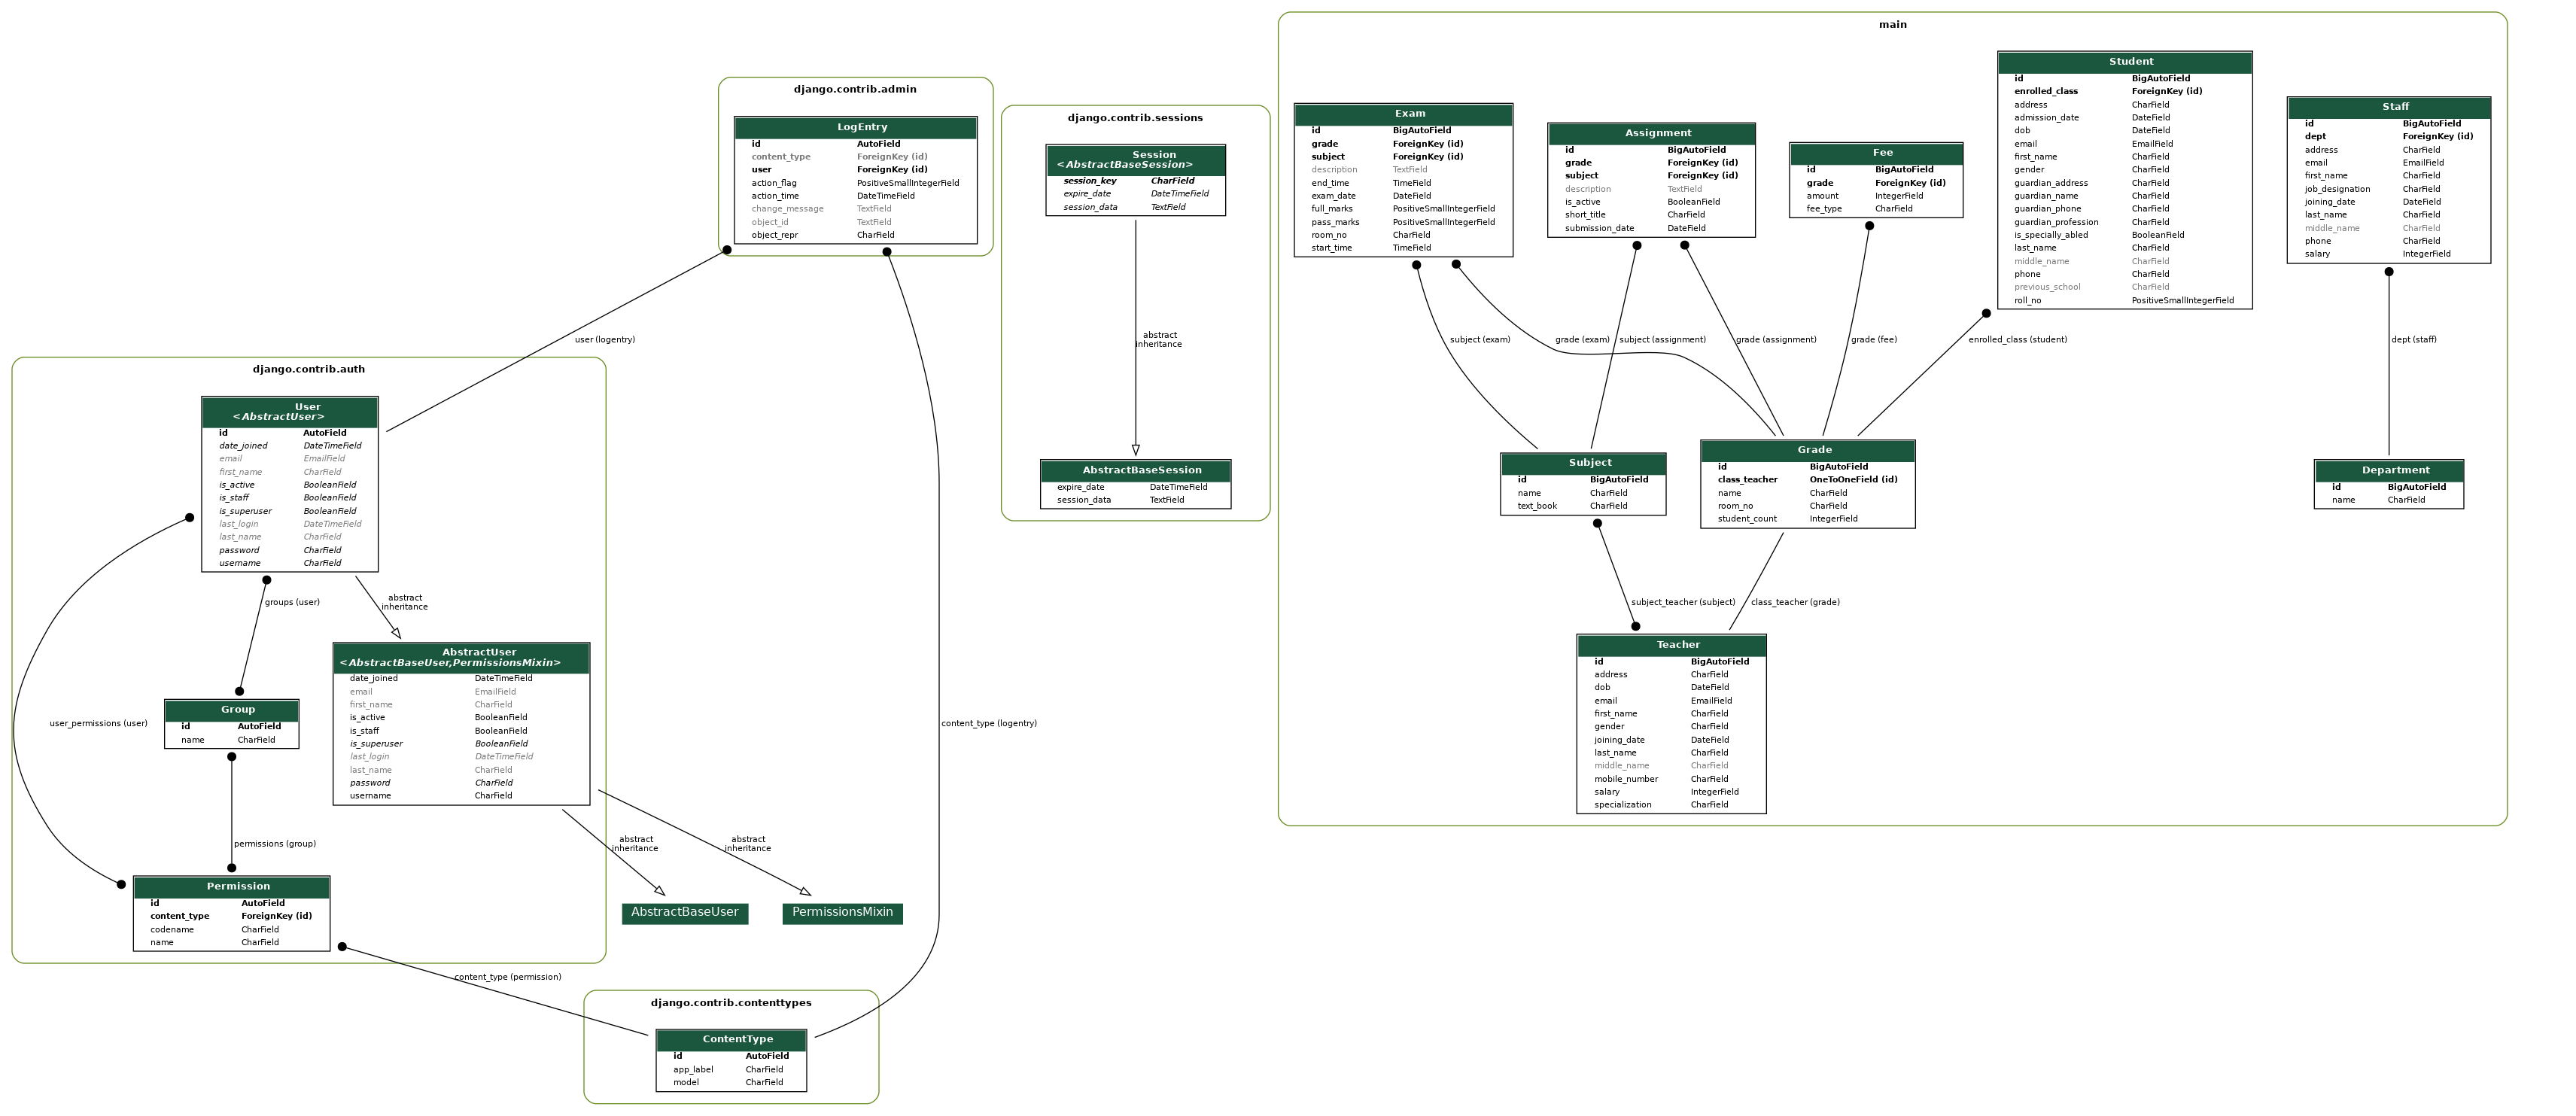 main
Student
id BigAutoField
enrolled_class ForeignKey (id)
address CharField
admission_date DateField
dob DateField
email EmailField
first_name CharField
gender CharField
guardian_address CharField
guardian_name CharField
guardian_phone CharField
guardian_profession CharField
is_specially_abled BooleanField
last_name CharField
middle_name CharField
phone CharField
previous_school CharField
roll_no PositiveSmallIntegerField
django.contrib.admin
LogEntry
id AutoField
content_type ForeignKey (id)
user ForeignKey (id)
action_flag PositiveSmallIntegerField
action_time DateTimeField
change_message TextField
object_id TextField
object_repr CharField
django.contrib.sessions
Session
<AbstractBaseSession>
session_key CharField
expire_date DateTimeField
session_data TextField
Exam
id BigAutoField
grade ForeignKey (id)
subject ForeignKey (id)
description TextField
end_time TimeField
exam_date DateField
full_marks PositiveSmallIntegerField
pass_marks PositiveSmallIntegerField
room_no CharField
start_time TimeField
Assignment
id BigAutoField
grade ForeignKey (id)
subject ForeignKey (id)
description TextField
is_active BooleanField
short_title CharField
submission_date DateField
Fee
id BigAutoField
grade ForeignKey (id)
amount IntegerField
fee_type CharField
Staff
id BigAutoField
dept ForeignKey (id)
address CharField
email EmailField
first_name CharField
job_designation CharField
joining_date DateField
last_name CharField
middle_name CharField
phone CharField
salary IntegerField
user (logentry)
abstract
inheritance
subject (exam)
grade (exam)
subject (assignment)
grade (assignment)
grade (fee)
enrolled_class (student)
dept (staff)
django.contrib.auth
User
<AbstractUser>
id AutoField
date_joined DateTimeField
email EmailField
first_name CharField
is_active BooleanField
is_staff BooleanField
is_superuser BooleanField
last_login DateTimeField
last_name CharField
password CharField
username CharField
AbstractBaseSession
expire_date DateTimeField
session_data TextField
Subject
id BigAutoField
name CharField
text_book CharField
Grade
id BigAutoField
class_teacher OneToOneField (id)
name CharField
room_no CharField
student_count IntegerField
Department
id BigAutoField
name CharField
groups (user)
abstract
inheritance
subject_teacher (subject)
class_teacher (grade)
AbstractUser
<AbstractBaseUser,PermissionsMixin>
date_joined DateTimeField
email EmailField
first_name CharField
is_active BooleanField
is_staff BooleanField
is_superuser BooleanField
last_login DateTimeField
last_name CharField
password CharField
username CharField
Teacher
id BigAutoField
address CharField
dob DateField
email EmailField
first_name CharField
gender CharField
joining_date DateField
last_name CharField
middle_name CharField
mobile_number CharField
salary IntegerField
specialization CharField
Group
id AutoField
name CharField
user_permissions (user)
content_type (logentry)
permissions (group)
abstract
inheritance
abstract
inheritance
Permission
id AutoField
content_type ForeignKey (id)
codename CharField
name CharField
AbstractBaseUser
PermissionsMixin
content_type (permission)
django.contrib.contenttypes
ContentType
id AutoField
app_label CharField
model CharField